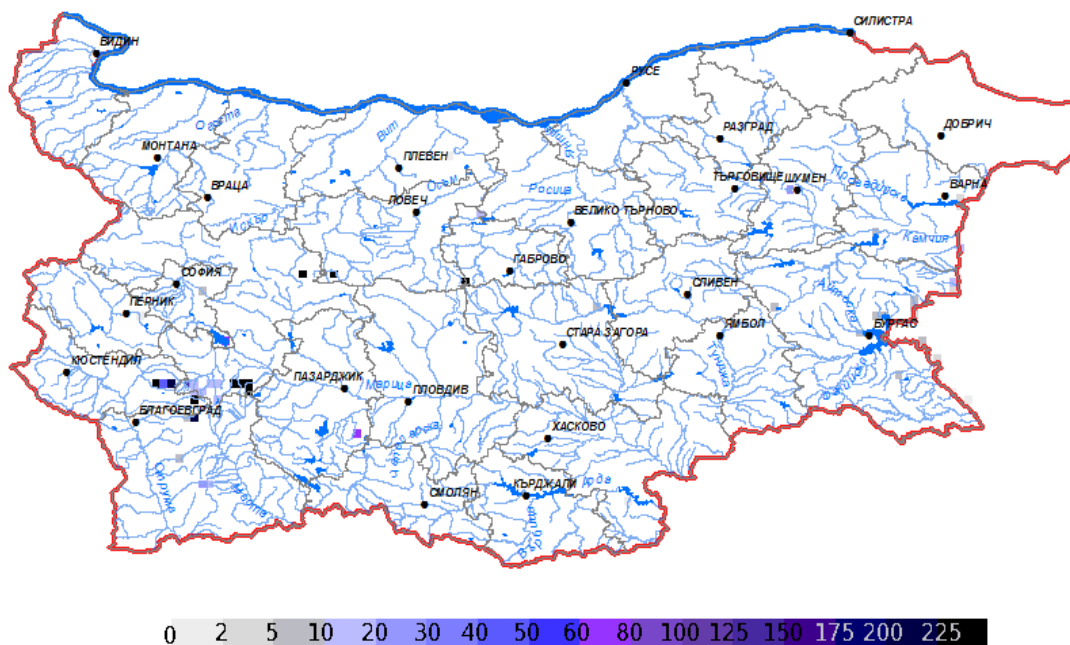 СИЛИСТРА
ВИДИН
РУСЕ
Огоста
Вит
РАЗГРАД
ДОБРИЧ
МОНТАНА
ПЛЕВЕН
ВРАЦА
Росица
ТЪРГОВИЩЕ
ШУМЕН
ВАРНА
ЛОВЕЧ
Искър
ВЕЛИКО ТЪРНОВО
Камчия
СОФИЯ
ГАБРОВО
СЛИВЕН
ПЕРНИК
СТАРА ЗАГОРА
ЯМБОЛ
БУРГАС
КЮСТЕНДИЛ
ПАЗАРДЖИК
Марица
ПЛОВДИВ
Тунджа
БЛАГОЕВГРАД
ХАСКОВО
Струма
Места
СМОЛЯН
КЪРДЖАЛИ
Арда
0 2 5 10 20 30 40 50 60 80 100 125 150 175 200 225